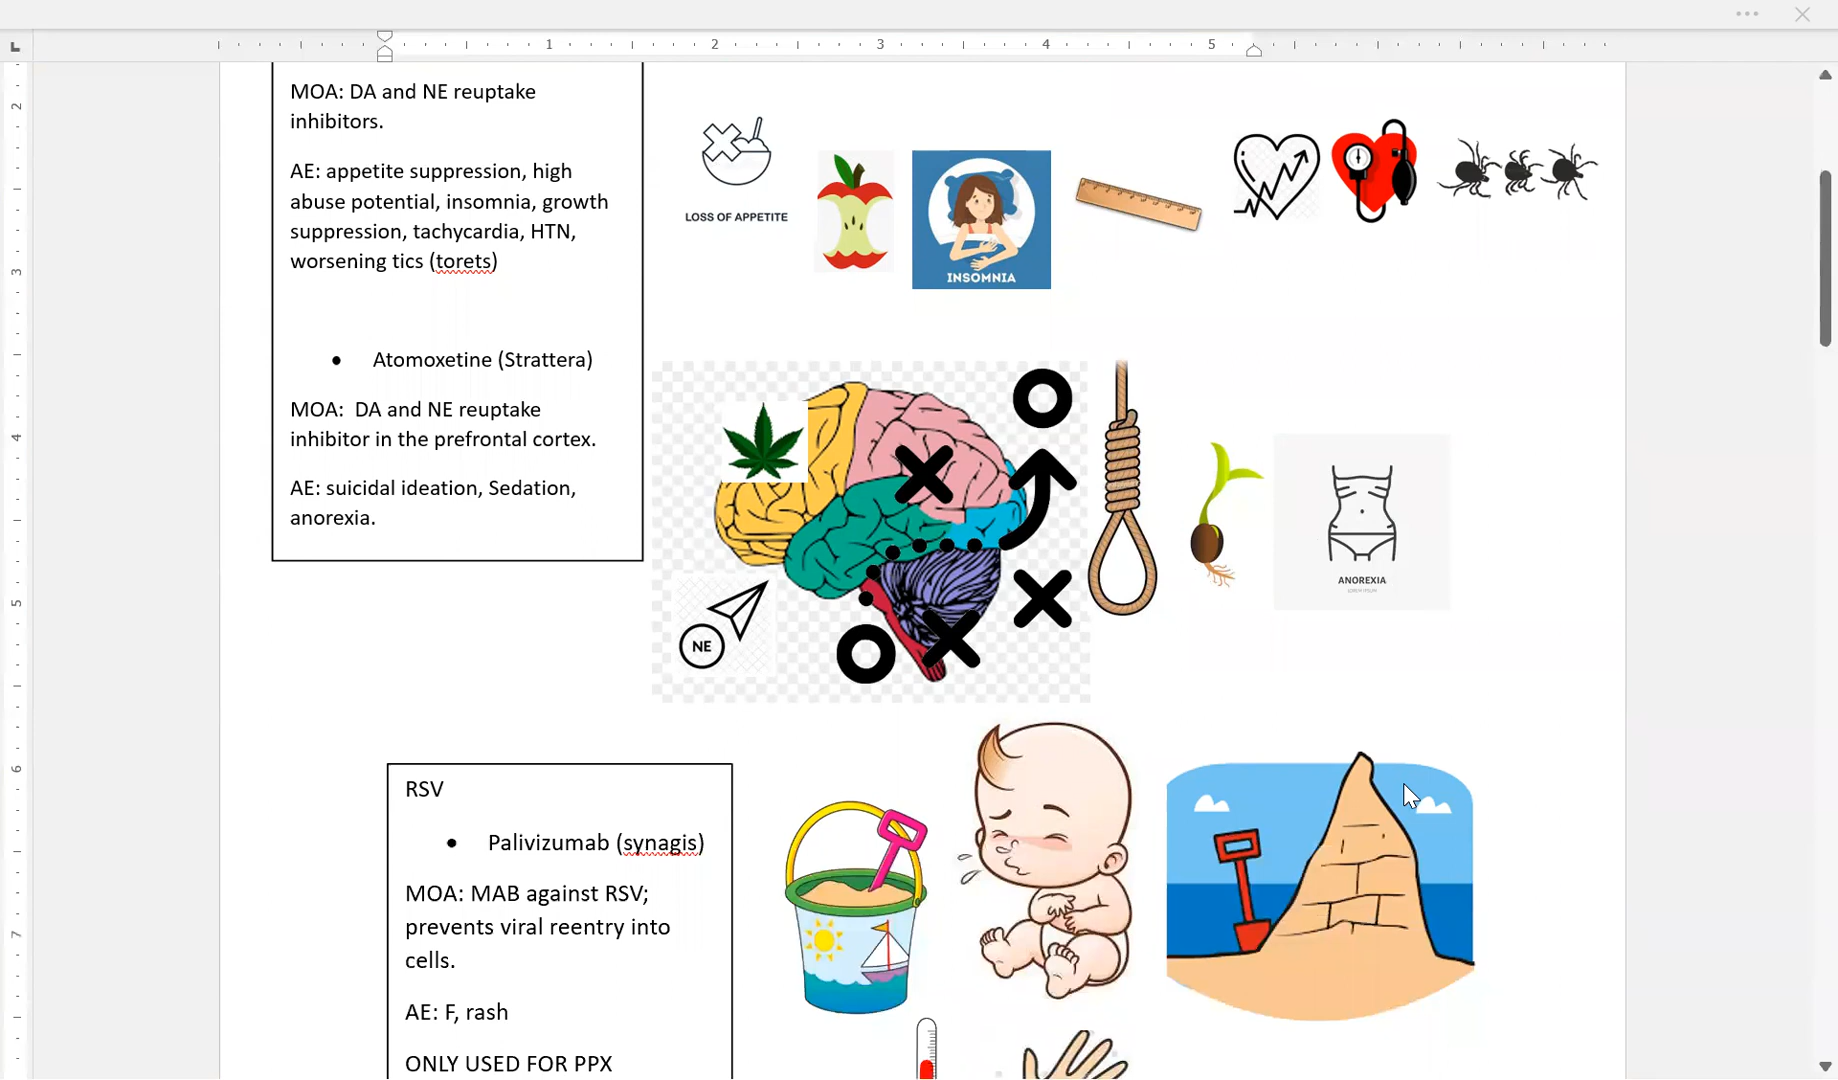 1 2 3 4 5
MOA: DA and NE reuptake
inhibitors.
AE: appetite suppression, high
abuse potential, insomnia, growth
suppression, tachycardia, HTN,
worsening tics (torets)
LOSS OF APPETITE
INSOMNIA
• Atomoxetine (Strattera)
MOA:  DA and NE reuptake
inhibitor in the prefrontal cortex.
AE: suicidal ideation, Sedation,
anorexia.
NE
ANOREXIA
LOREM IPSUM
RSV
• Palivizumab (synagis)
MOA: MAB against RSV;
prevents viral reentry into
cells.
AE: F, rash
ONLY USED FOR PPX
2
3
4
5
6
7